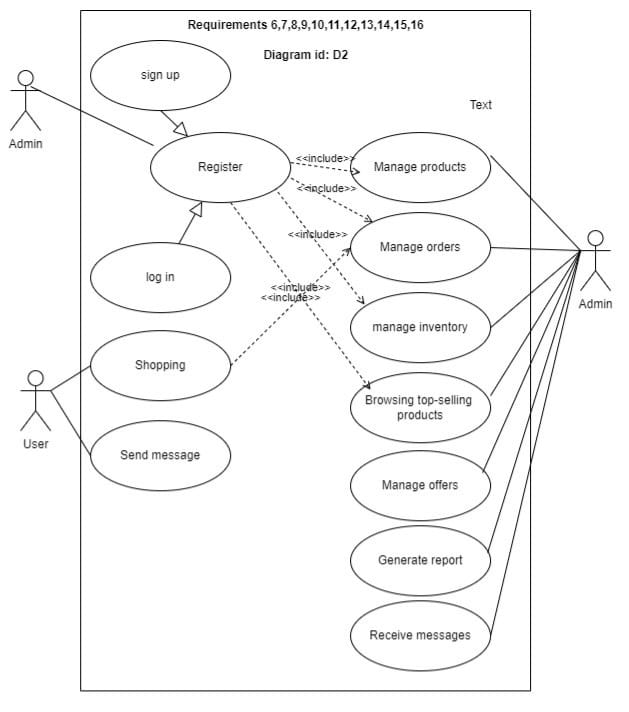 Requirements 6,7,8,9,10,11,12,13,14,15,16
Diagram id: D2
sign up
Text
Admin
Register
<<include>>
Manage products
<<include>>
<<include>>
Manage orders
log in
<<include>>
<<include>>
Admin
manage inventory
Shopping
Browsing top-selling
products
User
Send message
Manage offers
Generate report
Receive messages